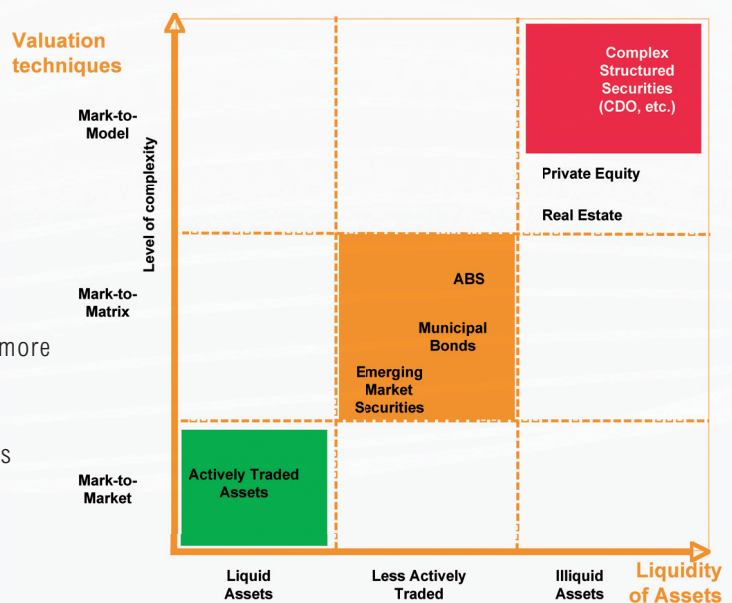 Valuation
techniques
Mark-to-
Model
Level of complexity
Complex
Structured
Securities
(CDO, etc.)
Private Equity
Real Estate
Mark-to-
Matrix
ABS
Municipal
Bonds
Emerging
Market
Securities
more
s
Mark-to-
Market
Actively Traded
Assets
Liquid
Assets
Less Actively
Traded
Illiquid
Assets
Liquidity
of Assets